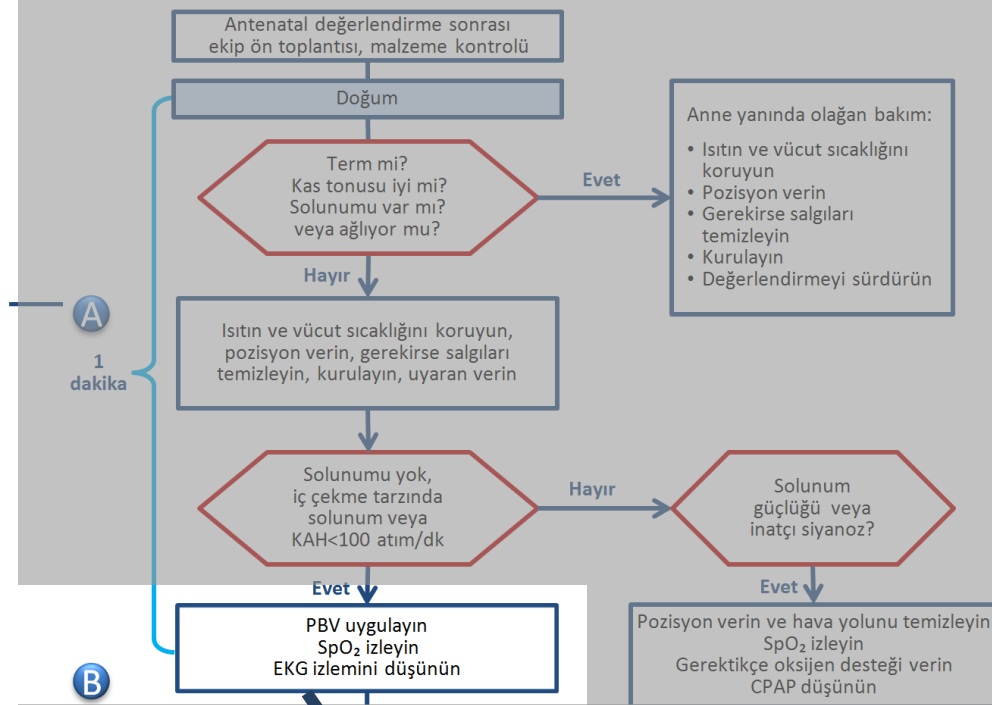 Antenatal değerlendirme sonrası
ekip ön toplantısı, malzeme kontrolü
Doğum
Term mi?
Kas tonusu iyi mi?
Solunumu var mı?
veya ağlıyor mu?
Evet
Anne yanında olağan bakım:
• Isıtın ve vücut sıcaklığını
koruyun
• Pozisyon verin
• Gerekirse salgıları
temizleyin
• Kurulayın
• Değerlendirmeyi sürdürün
Hayır
A
1
dakika
Isıtın ve vücut sıcaklığını koruyun,
pozisyon verin, gerekirse salgıları
temizleyin, kurulayın, uyaran verin
Solunumu yok,
iç çekme tarzında
solunum veya
KAH<100 atım/dk
Hayır
Solunum
güçlüğü veya
inatçı siyanoz?
Evet
Evet
PBV uygulayın
SpO₂ izleyin
EKG izlemini düşünün
B
Pozisyon verin ve hava yolunu temizleyin
SpO₂ izleyin
Gerektikçe oksijen desteği verin
CPAP düşünün